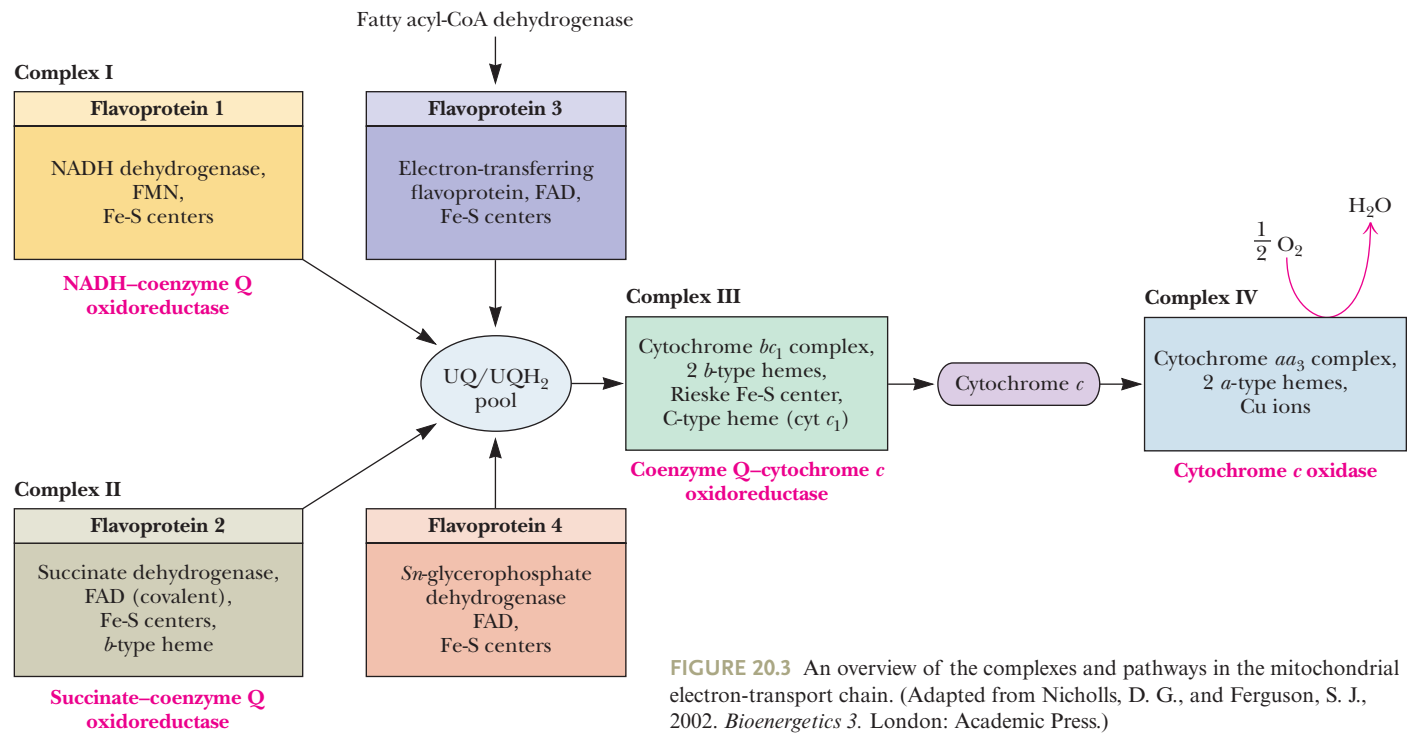 Fatty acyl-CoA dehydrogenase
Complex I
Flavoprotein 1
NADH dehydrogenase,
FMN,
Fe-S centers
NADH–coenzyme Q
oxidoreductase
Flavoprotein 3
Electron-transferring
flavoprotein, FAD,
Fe-S centers
UQ/UQH₂
pool
Complex II
Flavoprotein 2
Succinate dehydrogenase,
FAD (covalent),
Fe-S centers,
b-type heme
Succinate–coenzyme Q
oxidoreductase
Flavoprotein 4
Sn-glycerophosphate
dehydrogenase
FAD,
Fe-S centers
Complex III
Cytochrome bc₁ complex,
2 b-type hemes,
Rieske Fe-S center,
C-type heme (cyt c₁)
Coenzyme Q–cytochrome c
oxidoreductase
Cytochrome c
½ O₂
H₂O
Complex IV
Cytochrome aa₃ complex,
2 a-type hemes,
Cu ions
Cytochrome c oxidase
FIGURE 20.3 An overview of the complexes and pathways in the mitochondrial
electron-transport chain. (Adapted from Nicholls, D. G., and Ferguson, S. J.,
2002. Bioenergetics 3. London: Academic Press.)